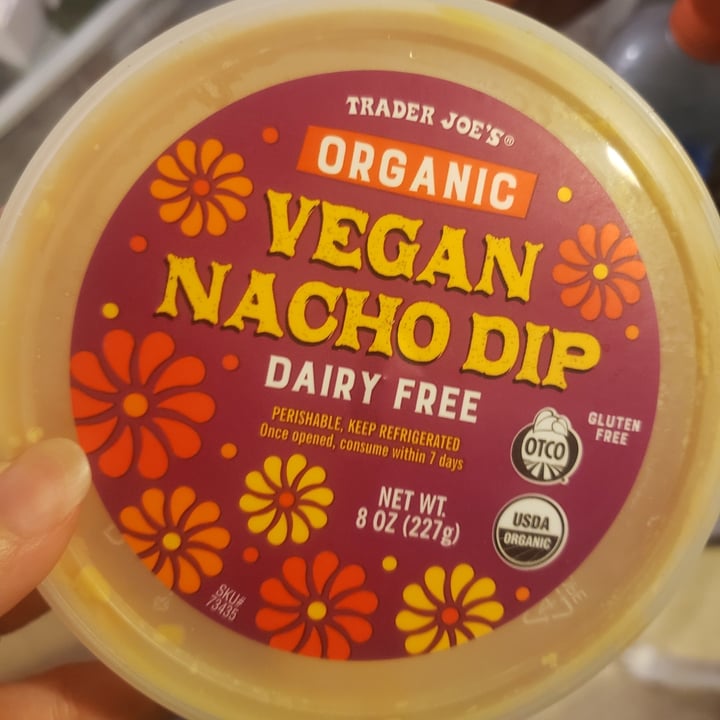 TRADER JOE'S®
ORGANIC
VEGAN
NACHO DIP
DAIRY FREE
PERISHABLE, KEEP REFRIGERATED
Once opened, consume within 7 days
OTCO
GLUTEN
FREE
NET WT.
8 OZ (227g)
USDA
ORGANIC
SKU#
73435